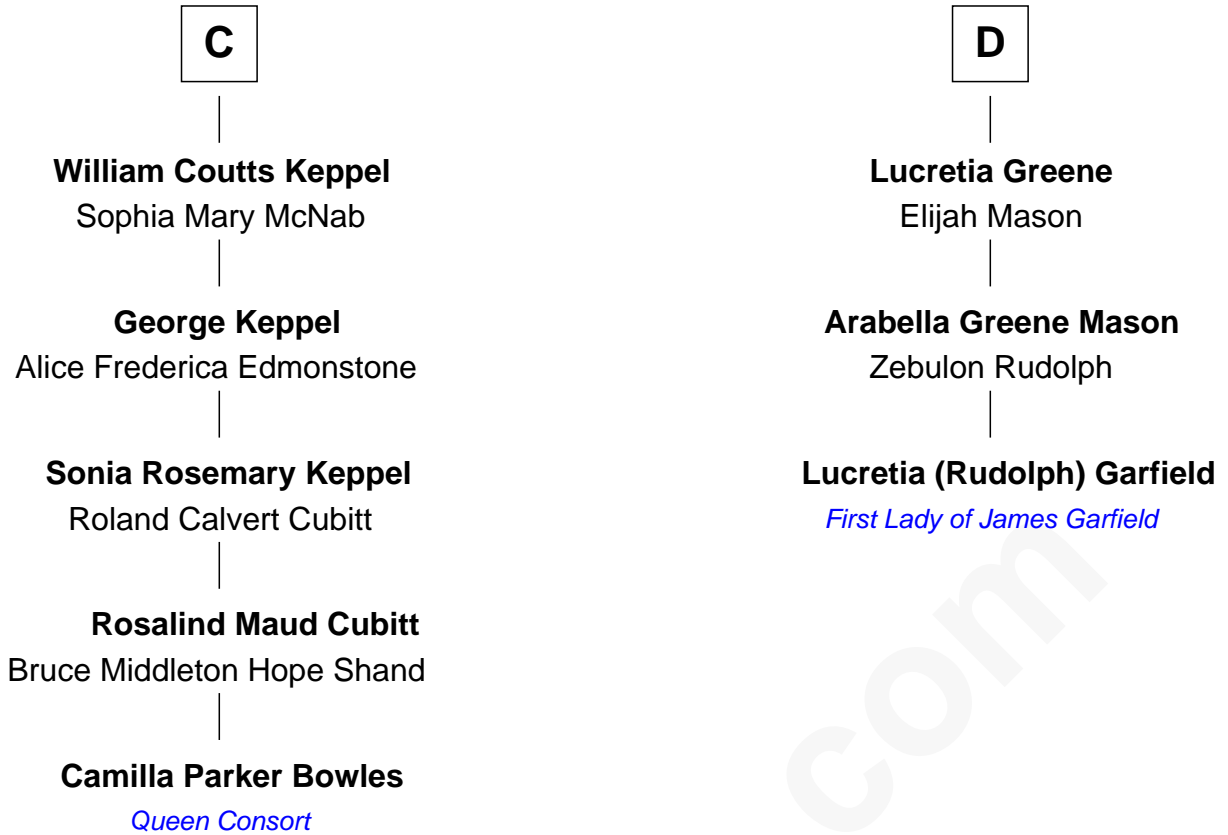 C
William Coutts Keppel
Sophia Mary McNab
George Keppel
Alice Frederica Edmonstone
Sonia Rosemary Keppel
Roland Calvert Cubitt
Rosalind Maud Cubitt
Bruce Middleton Hope Shand
Camilla Parker Bowles
Queen Consort
D
Lucretia Greene
Elijah Mason
Arabella Greene Mason
Zebulon Rudolph
Lucretia (Rudolph) Garfield
First Lady of James Garfield
com